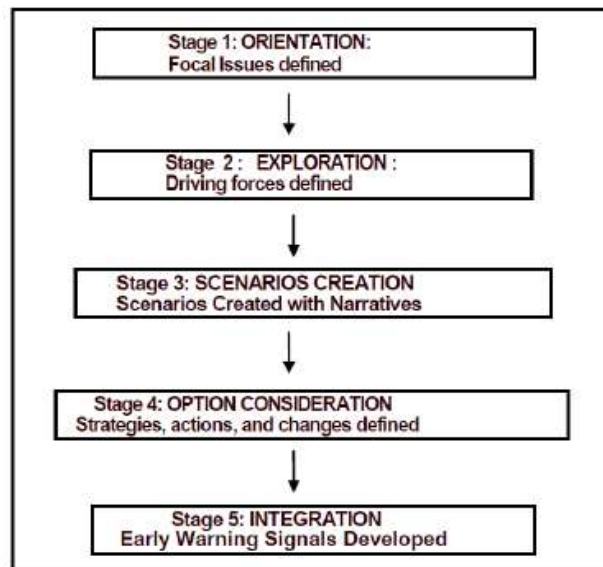 Stage 1: ORIENTATION:
Focal Issues defined
Stage 2 : EXPLORATION :
Driving forces defined
Stage 3: SCENARIOS CREATION
Scenarios Created with Narratives
Stage 4: OPTION CONSIDERATION
Strategies, actions, and changes defined
Stage 5: INTEGRATION
Early Warning Signals Developed